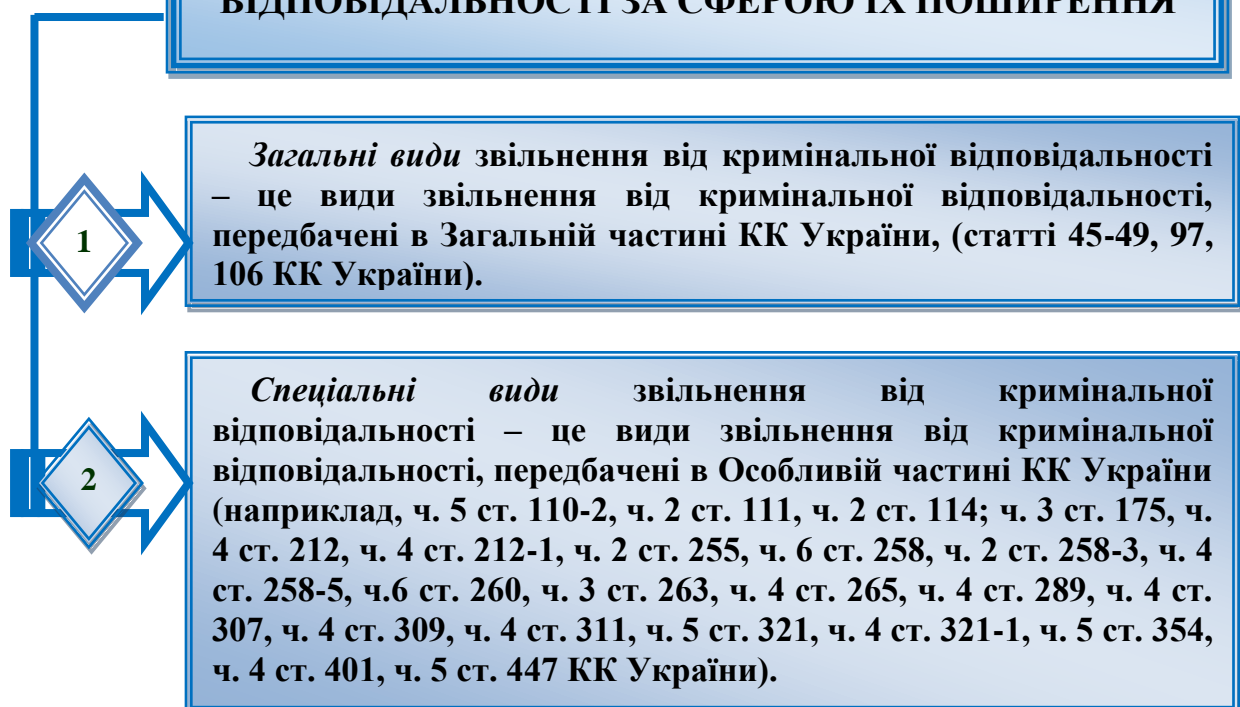 ВІДПОВІДАЛЬНОСТІ ЗА СФЕРОЮ ЇХ ПОШИРЕННЯ
1
Загальні види звільнення від кримінальної відповідальності
– це види звільнення від кримінальної відповідальності,
передбачені в Загальній частині КК України, (статті 45-49, 97,
106 КК України).
2
Спеціальні види звільнення від кримінальної
відповідальності – це види звільнення від кримінальної
відповідальності, передбачені в Особливій частині КК України
(наприклад, ч. 5 ст. 110-2, ч. 2 ст. 111, ч. 2 ст. 114; ч. 3 ст. 175, ч.
4 ст. 212, ч. 4 ст. 212-1, ч. 2 ст. 255, ч. 6 ст. 258, ч. 2 ст. 258-3, ч. 4
ст. 258-5, ч.6 ст. 260, ч. 3 ст. 263, ч. 4 ст. 265, ч. 4 ст. 289, ч. 4 ст.
307, ч. 4 ст. 309, ч. 4 ст. 311, ч. 5 ст. 321, ч. 4 ст. 321-1, ч. 5 ст. 354,
ч. 4 ст. 401, ч. 5 ст. 447 КК України).